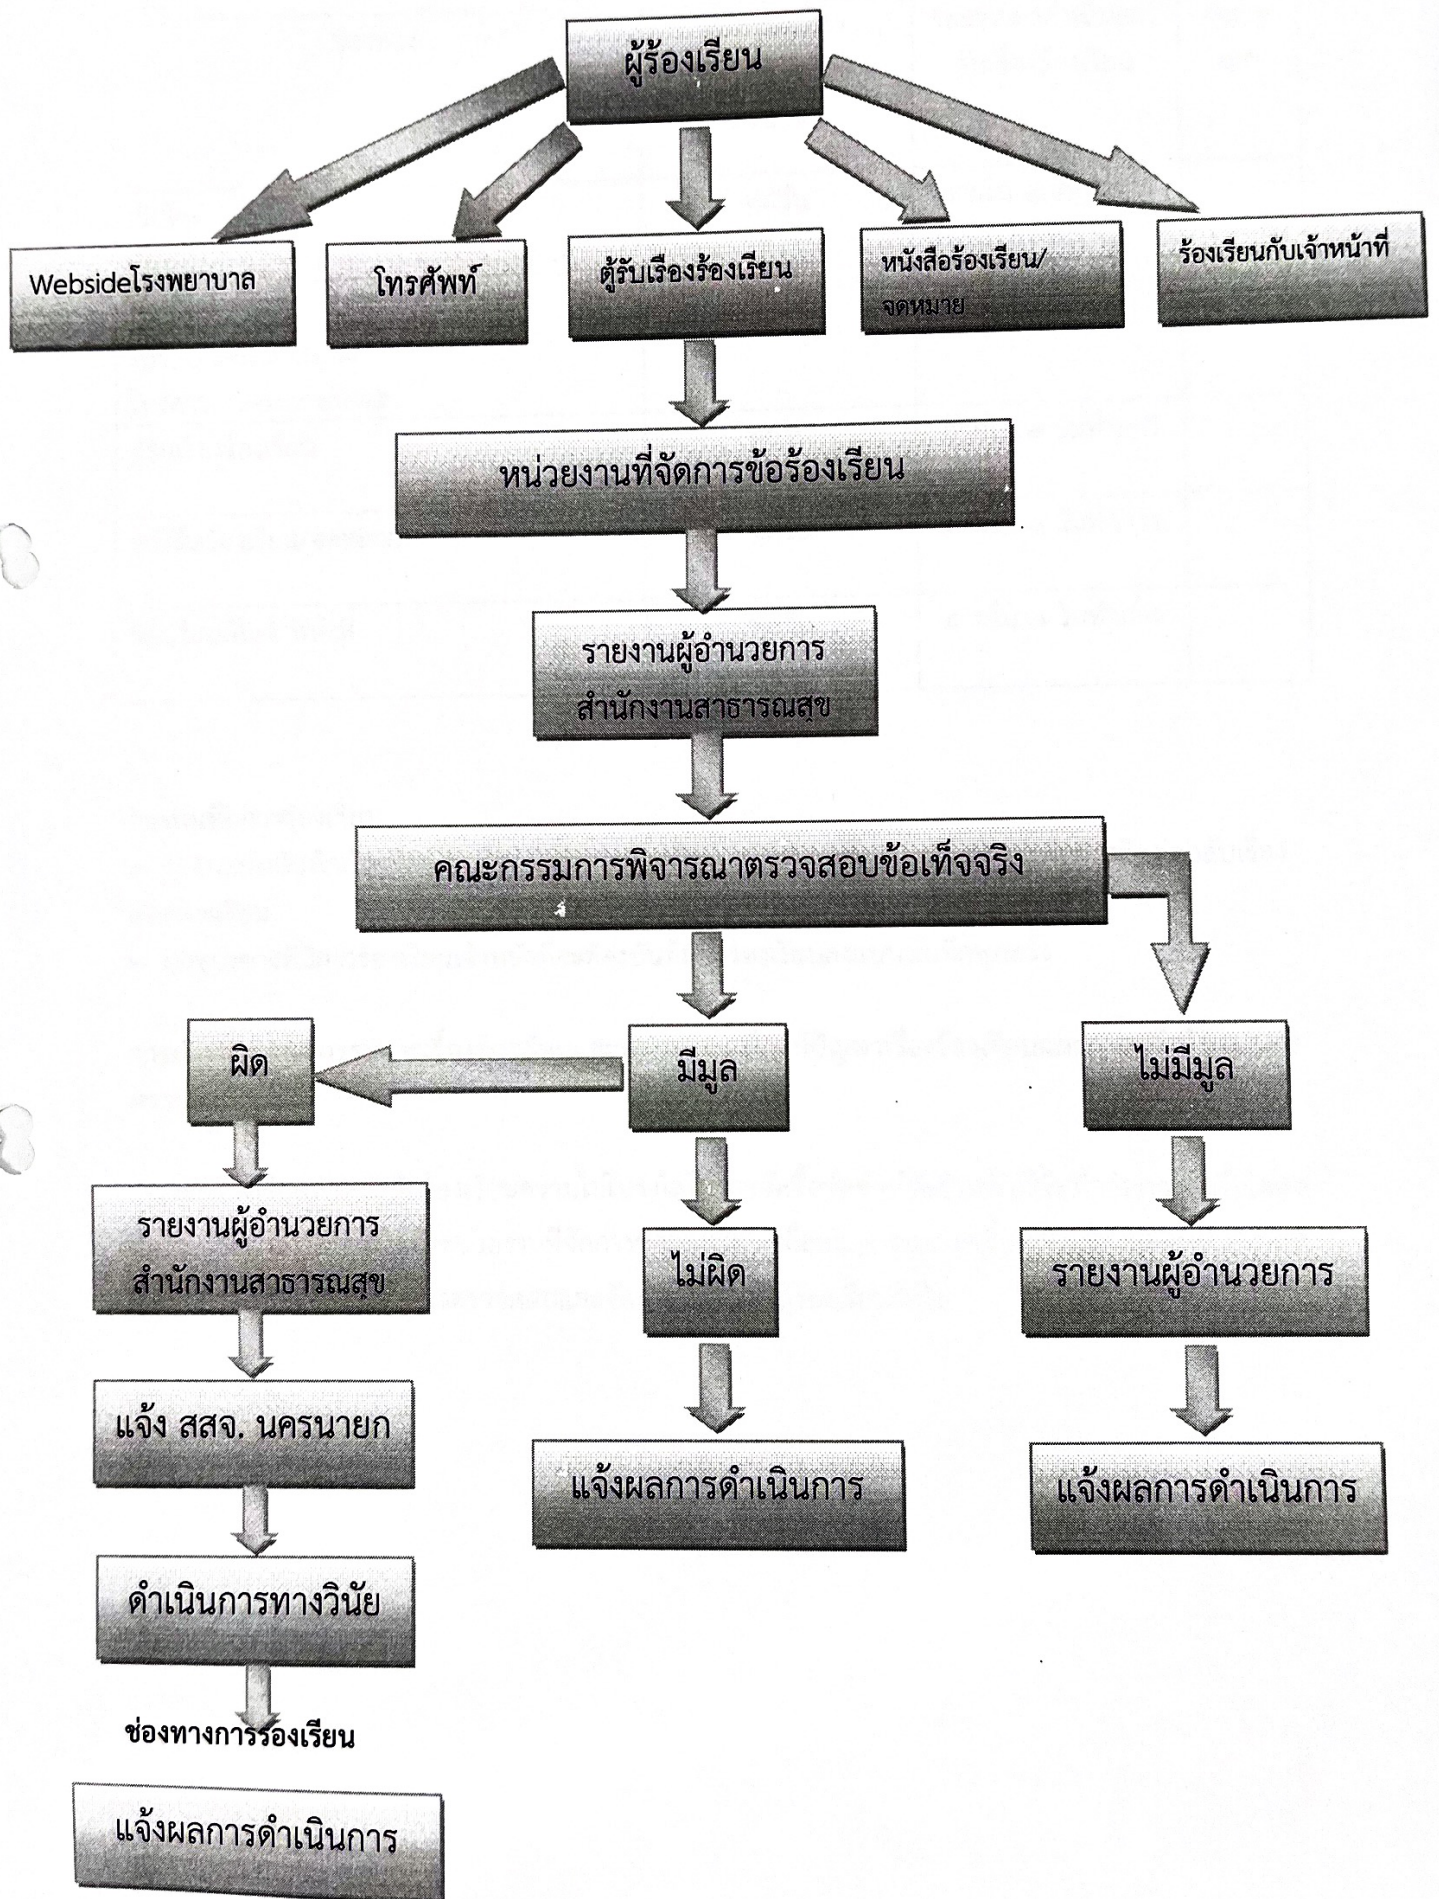 ผู้ร้องเรียน
Websideโรงพยาบาล
โทรศัพท์
ตู้รับเรื่องร้องเรียน
หนังสือร้องเรียน/
จดหมาย
ร้องเรียนกับเจ้าหน้าที่
หน่วยงานที่จัดการข้อร้องเรียน
รายงานผู้อำนวยการ
สำนักงานสาธารณสุข
คณะกรรมการพิจารณาตรวจสอบข้อเท็จจริง
ผิด
มีมูล
ไม่มีมูล
รายงานผู้อำนวยการ
สำนักงานสาธารณสุข
ไม่ผิด
รายงานผู้อำนวยการ
แจ้ง สสจ. นครนายก
แจ้งผลการดำเนินการ
แจ้งผลการดำเนินการ
ดำเนินการทางวินัย
ช่องทางการร้องเรียน
แจ้งผลการดำเนินการ